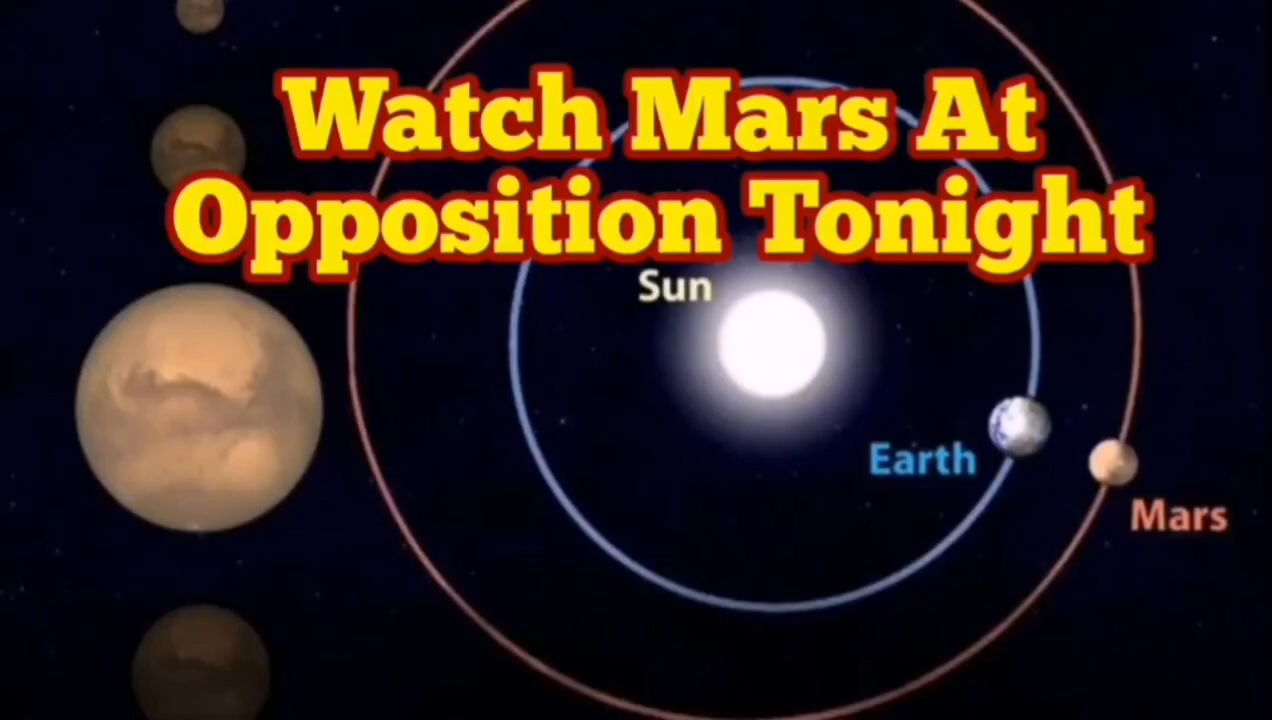 Watch Mars At
Opposition Tonight
Sun
Earth
Mars